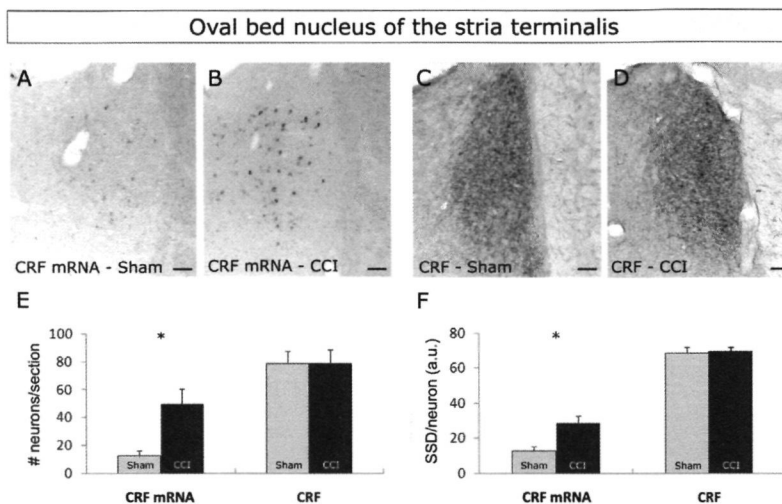 Oval bed nucleus of the stria terminalis
A
B
C
D
CRF mRNA - Sham
CRF mRNA - CCI
CRF - Sham
CRF - CCI
E
# neurons/section
100
80
60
40
20
0
*
Sham
CCI
Sham
CCI
CRF mRNA
CRF
F
SSD/neuron (a.u.)
80
60
40
20
0
*
Sham
CCI
Sham
CCI
CRF mRNA
CRF